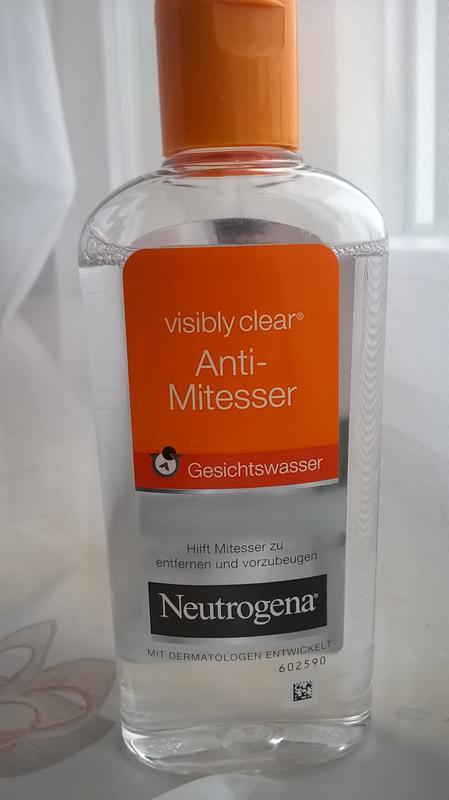 visibly clear®
Anti-
Mitesser
Gesichtswasser
Hilft Mitesser zu
entfernen und vorzubeugen
Neutrogena®
MIT DERMATOLOGEN ENTWICKELT
602590